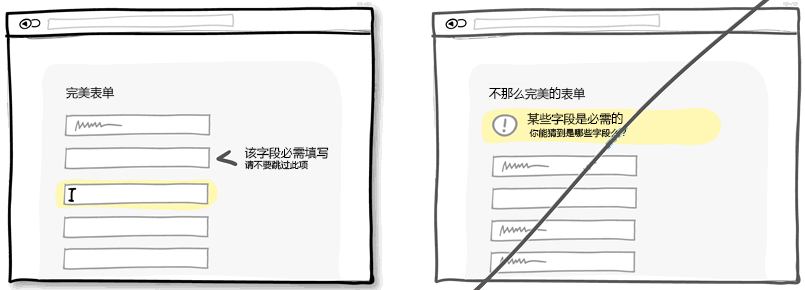 完美表单
该字段必需填写
请不要跳过此项
不那么完美的表单
某些字段是必需的
你能猜到是哪些字段么?